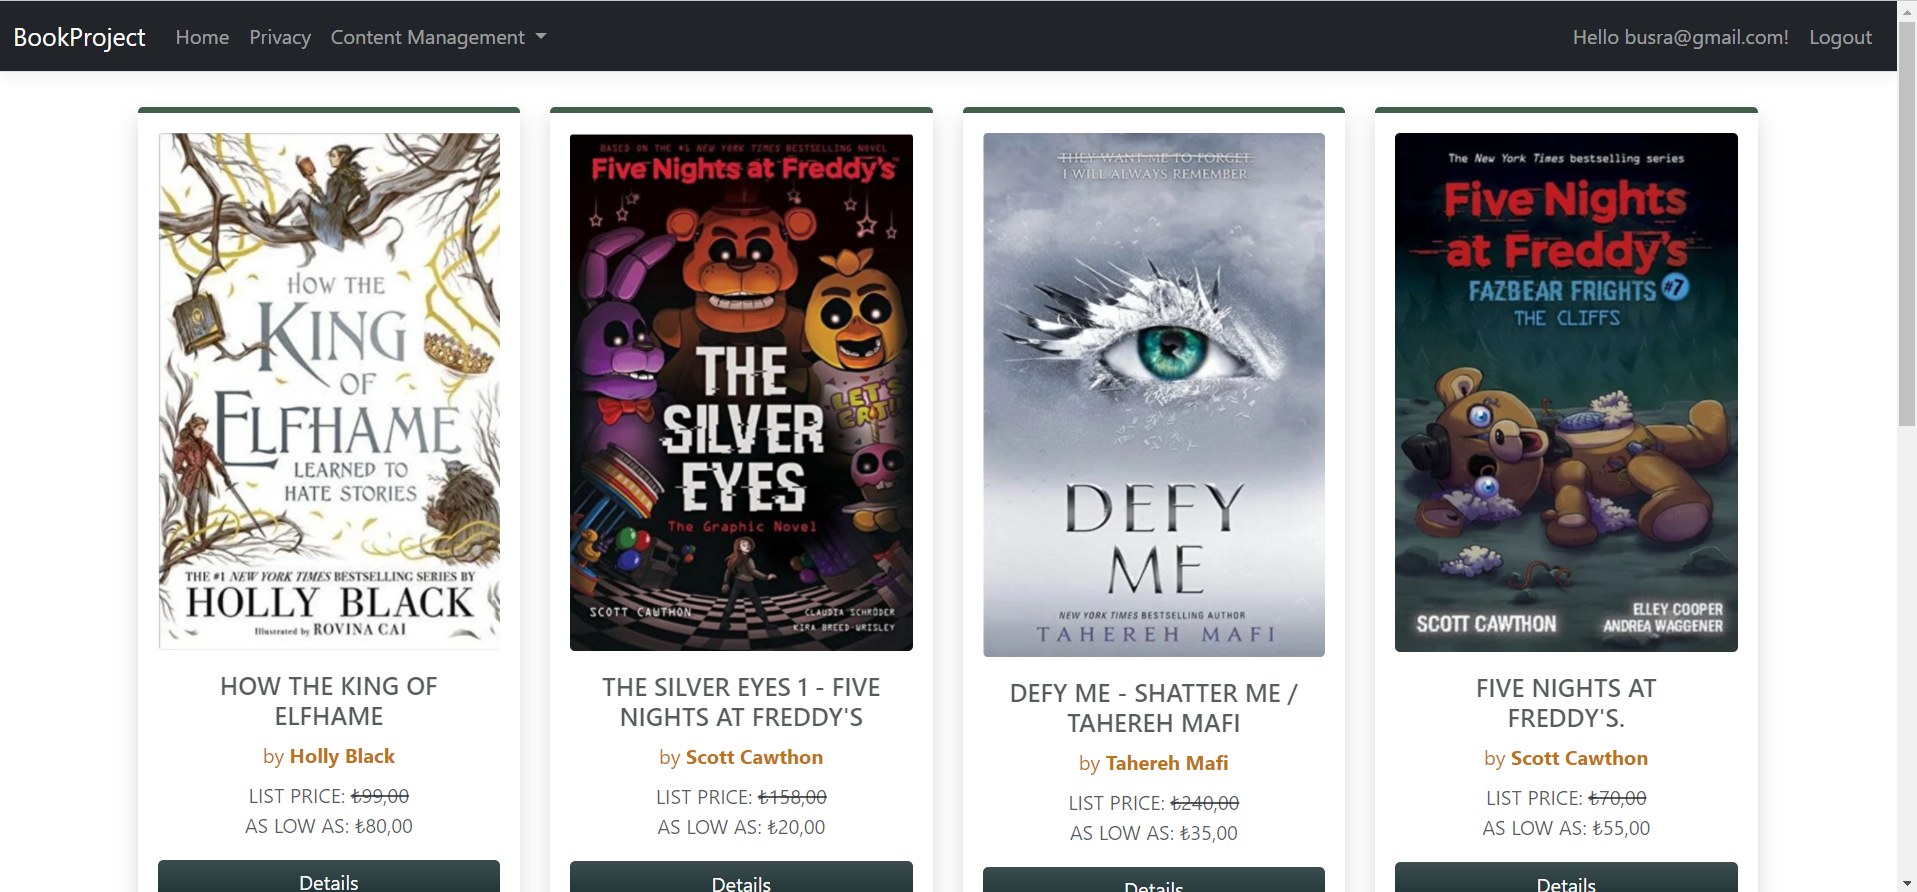 BookProject Home Privacy Content Management Hello busra@gmail.com! Logout
HOW THE
KING
OF
ELFHAME
LEARNED TO
HATE STORIES
THE #1 NEW YORK TIMES BESTSELLING SERIES BY
HOLLY BLACK
Illustrated by ROVINA CAI
HOW THE KING OF
ELFHAME
by Holly Black
LIST PRICE: ₺99,00
AS LOW AS: ₺80,00
Details
BASED ON THE #1 NEW YORK TIMES BESTSELLING NOVEL
Five Nights at Freddy's™
LET'S
EAT!!
THE
SILVER
EYES
The Graphic Novel
SCOTT CAWTHON
CLAUDIA SCHRÖDER
KIRA BREED-WRISLEY
THE SILVER EYES 1 - FIVE
NIGHTS AT FREDDY'S
by Scott Cawthon
LIST PRICE: ₺158,00
AS LOW AS: ₺20,00
Details
THEY WANT ME TO FORGET.
I WILL ALWAYS REMEMBER
DEFY
ME
NEW YORK TIMES BESTSELLING AUTHOR
TAHEREH MAFI
DEFY ME - SHATTER ME /
TAHEREH MAFI
by Tahereh Mafi
LIST PRICE: ₺240,00
AS LOW AS: ₺35,00
Details
The New York Times bestselling series
Five Nights
at Freddy's
FAZBEAR FRIGHTS #7
THE CLIFFS
SCOTT CAWTHON
ELLEY COOPER
ANDREA WAGGENER
FIVE NIGHTS AT
FREDDY'S.
by Scott Cawthon
LIST PRICE: ₺70,00
AS LOW AS: ₺55,00
Details